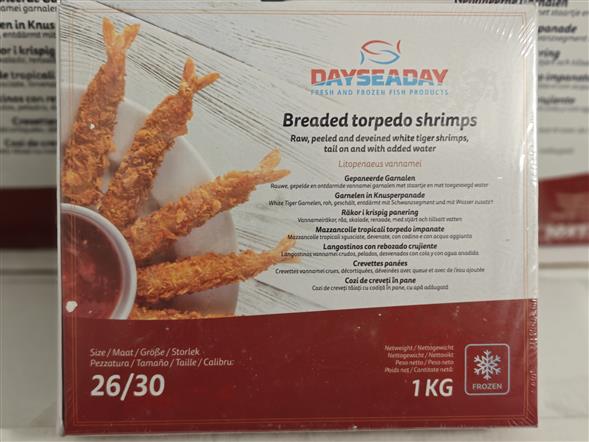 DAYSEADAY
FRESH AND FROZEN FISH PRODUCTS
Breaded torpedo shrimps
Raw, peeled and deveined white tiger shrimps,
tail on and with added water
Litopenaeus vannamei
Gepaneerde Garnalen
Rauwe, gepelde en ontdarmde vannamei garnalen met staartje en met toegevoegd water
Garnelen in Knusperpanade
White Tiger Garnelen, roh, geschält, entdärmt mit Schwanzsegment und mit Wasser zusatz*
Räkor i krispig panering
Vannameiräkor, råa, skalade, rensade, med stjärt och tillsatt vatten
Mazzancolle tropicali torpedo impanate
Mazzancolle tropicali sgusciate, devenate, con codino e con acqua aggiunta
Langostinos con rebozado crujiente
Langostinos vannamei crudos, pelados, desvenados con cola y con agua anadida.
Crevettes panées
Crevettes vannamei crues, décortiquées, déveinées avec queue et avec de l'eau ajoutée
Cozi de creveți în pane
Cozi de creveți tăiați cu codiță în pane, cu apă adăugată
Size / Maat / Größe / Storlek
Pezzatura / Tamaño / Taille / Calibru:
26/30
Netweight / Nettogewicht
Nettogewicht / Nettovikt
Peso netto / Peso neto
Poids net / Cantitate netă:
1 KG
FROZEN